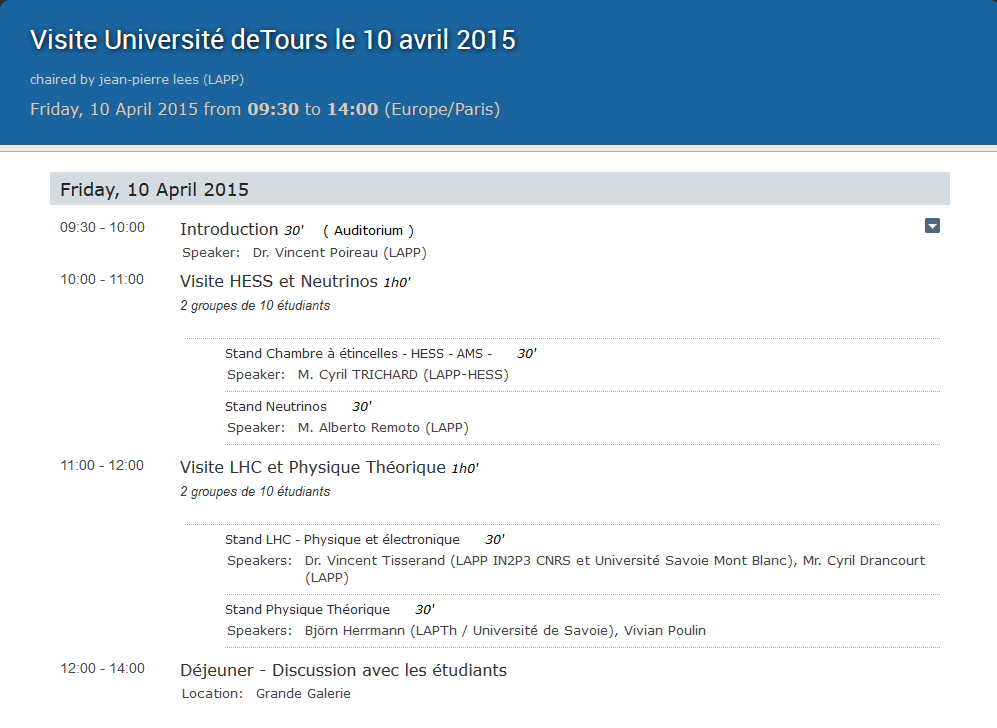 Visite Université deTours le 10 avril 2015
chaired by jean-pierre lees (LAPP)
Friday, 10 April 2015 from 09:30 to 14:00 (Europe/Paris)
Friday, 10 April 2015
09:30 - 10:00 Introduction 30' ( Auditorium )
Speaker: Dr. Vincent Poireau (LAPP)
10:00 - 11:00 Visite HESS et Neutrinos 1h0'
2 groupes de 10 étudiants
Stand Chambre à étincelles - HESS - AMS - 30'
Speaker: M. Cyril TRICHARD (LAPP-HESS)
Stand Neutrinos 30'
Speaker: M. Alberto Remoto (LAPP)
11:00 - 12:00 Visite LHC et Physique Théorique 1h0'
2 groupes de 10 étudiants
Stand LHC - Physique et électronique 30'
Speakers: Dr. Vincent Tisserand (LAPP IN2P3 CNRS et Université Savoie Mont Blanc), Mr. Cyril Drancourt
(LAPP)
Stand Physique Théorique 30'
Speakers: Björn Herrmann (LAPTh / Université de Savoie), Vivian Poulin
12:00 - 14:00 Déjeuner - Discussion avec les étudiants
Location: Grande Galerie